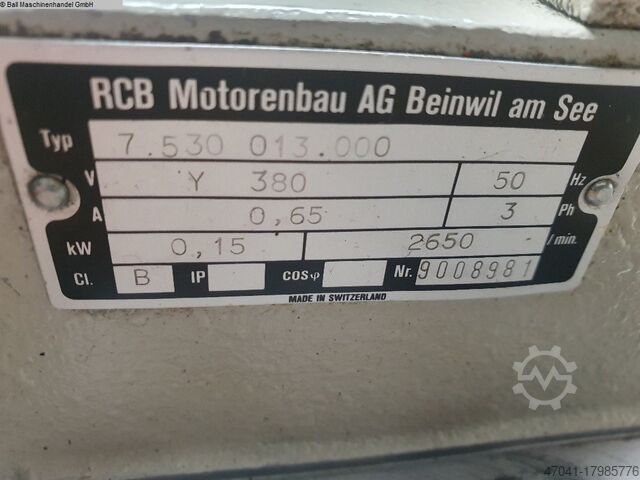 © Ball Maschinenhandel GmbH
RCB Motorenbau AG Beinwil am See
Typ 7.530 013.000
V Y 380 50 Hz
A 0,65 3 Ph
kW 0,15 2650 /min.
Cl. B IP cosφ Nr. 9008981
MADE IN SWITZERLAND
47041-17985776